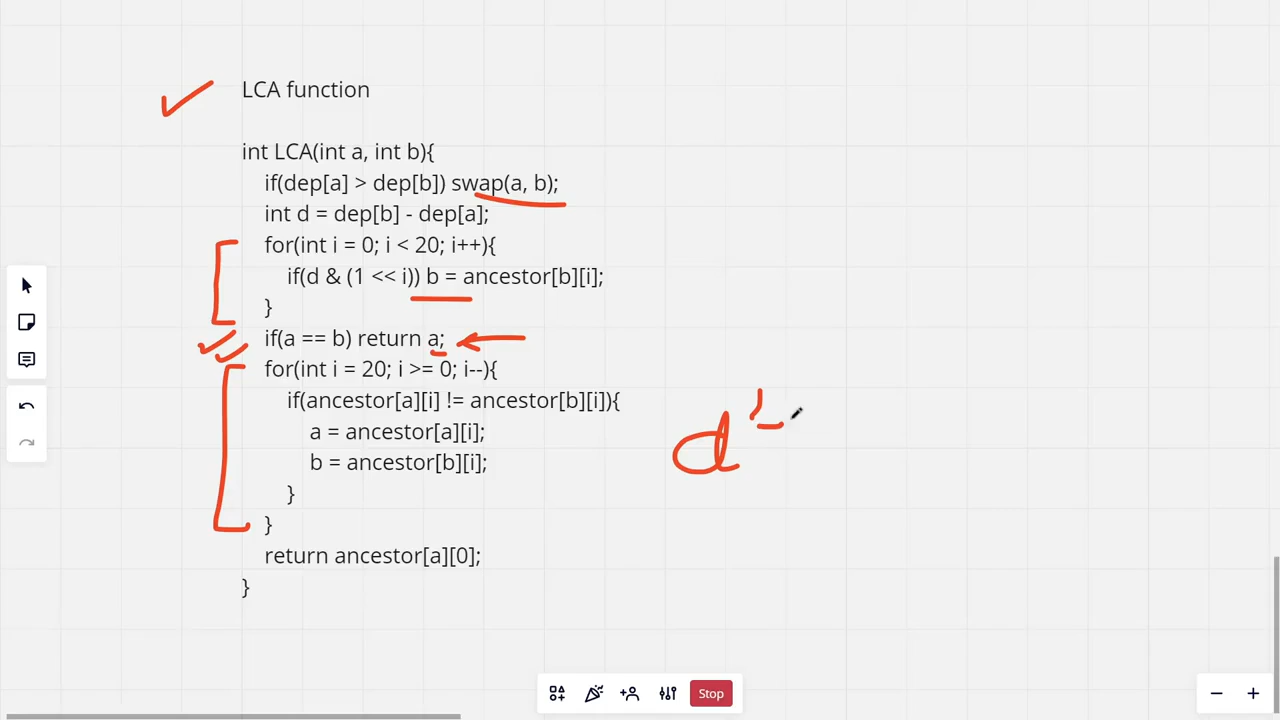 LCA function
int LCA(int a, int b){
if(dep[a] > dep[b]) swap(a, b);
int d = dep[b] - dep[a];
for(int i = 0; i < 20; i++){
if(d & (1 << i)) b = ancestor[b][i];
}
if(a == b) return a;
for(int i = 20; i >= 0; i--){
if(ancestor[a][i] != ancestor[b][i]){
a = ancestor[a][i];
b = ancestor[b][i];
}
}
return ancestor[a][0];
}
d
Stop